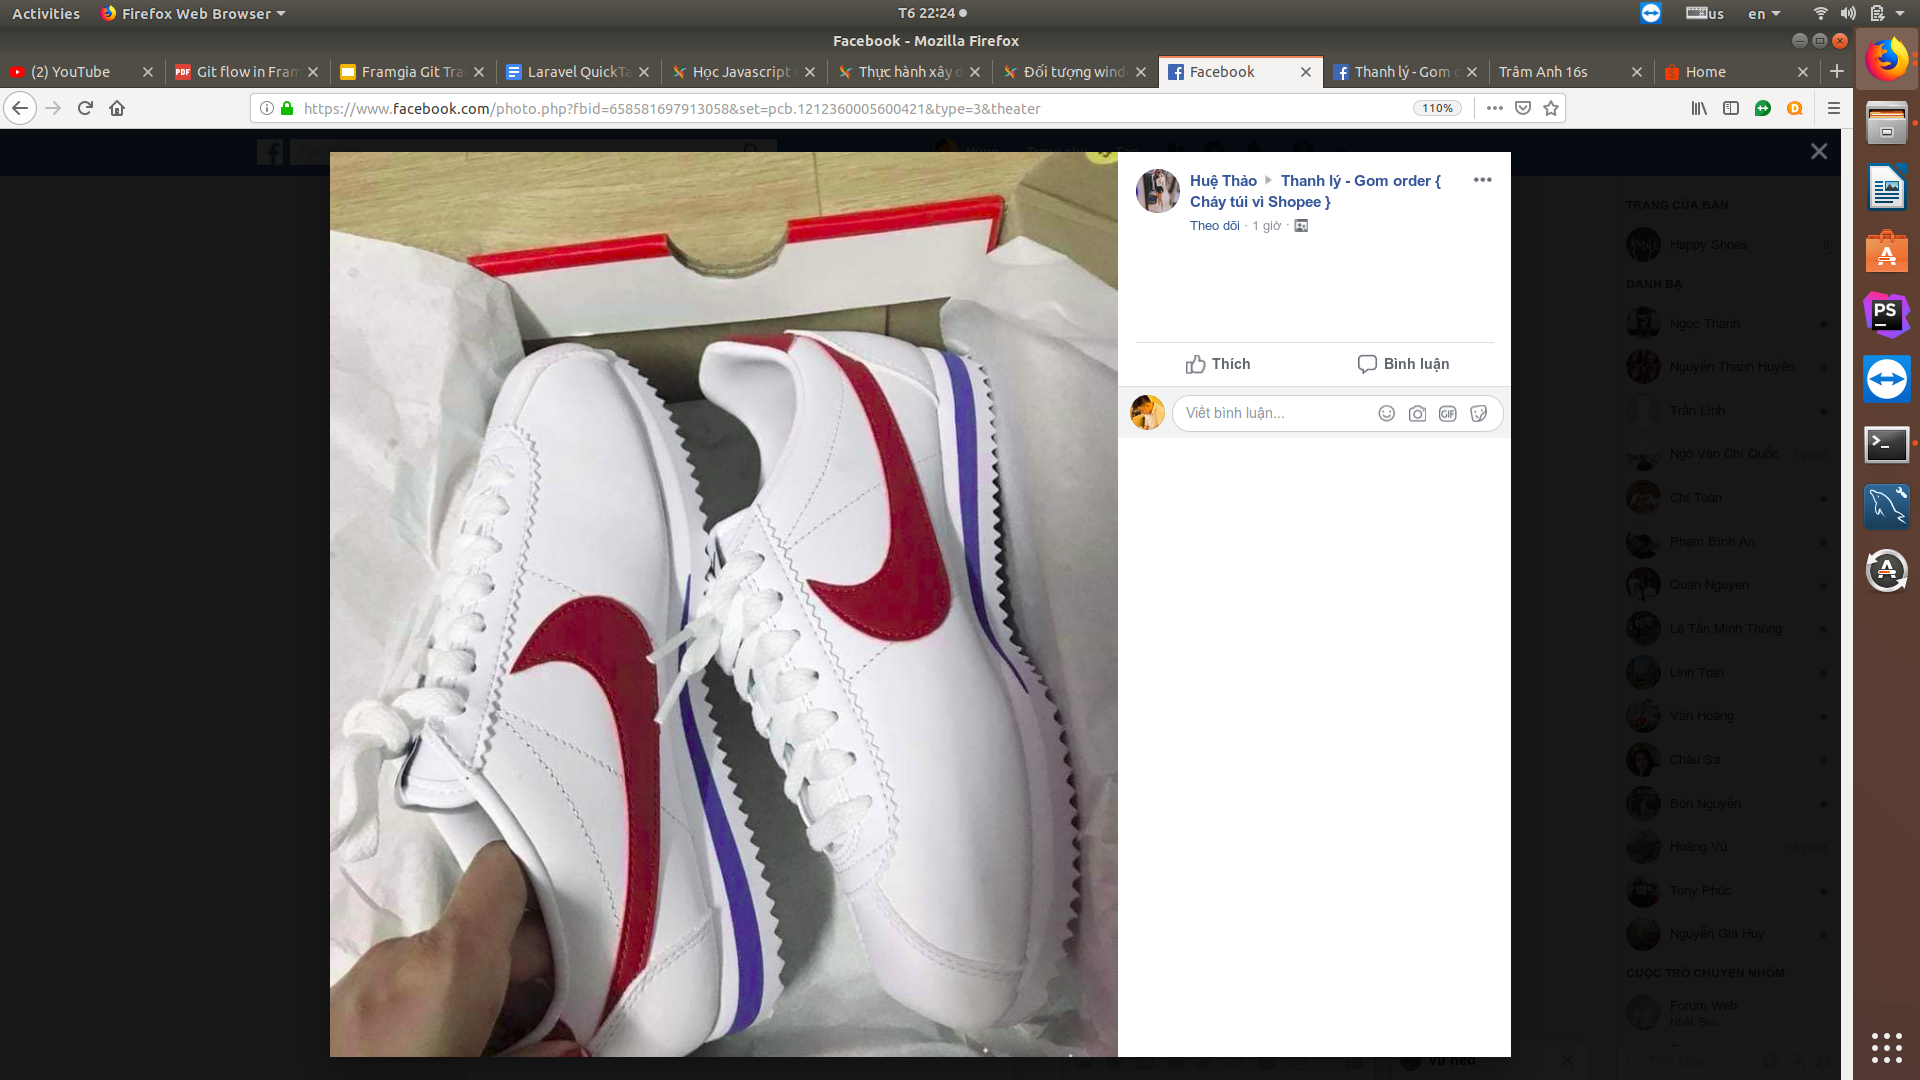 Activities
Firefox Web Browser
T6 22:24
us
en
Facebook - Mozilla Firefox
(2) YouTube
Git flow in Fram
Framgia Git Tra
Laravel QuickTa
Học Javascript
Thực hành xây d
Đối tượng wind
Facebook
Thanh lý - Gom o
Trâm Anh 16s
Home
https://www.facebook.com/photo.php?fbid=658581697913058&set=pcb.1212360005600421&type=3&theater
110%
Huệ Thảo
Thanh lý - Gom order {
Cháy túi vì Shopee }
Theo dõi · 1 giờ ·
Thích
Bình luận
Viết bình luận...
GIF
TRANG CỦA BẠN
Happy Shoes
DANH BẠ
Ngọc Thanh
Nguyễn Thanh Huyền
Trần Lĩnh
Ngô Văn Chí Quốc
Chí Toàn
Phạm Bình An
Quan Nguyen
Lê Tấn Minh Thông
Linh Tran
Văn Hoàng
Châu Sa
Bôn Nguyễn
Hoàng Vũ
Tony Phúc
Nguyễn Gia Huy
CUỘC TRÒ CHUYỆN NHÓM
Forum Web
Tìm kiếm
PS